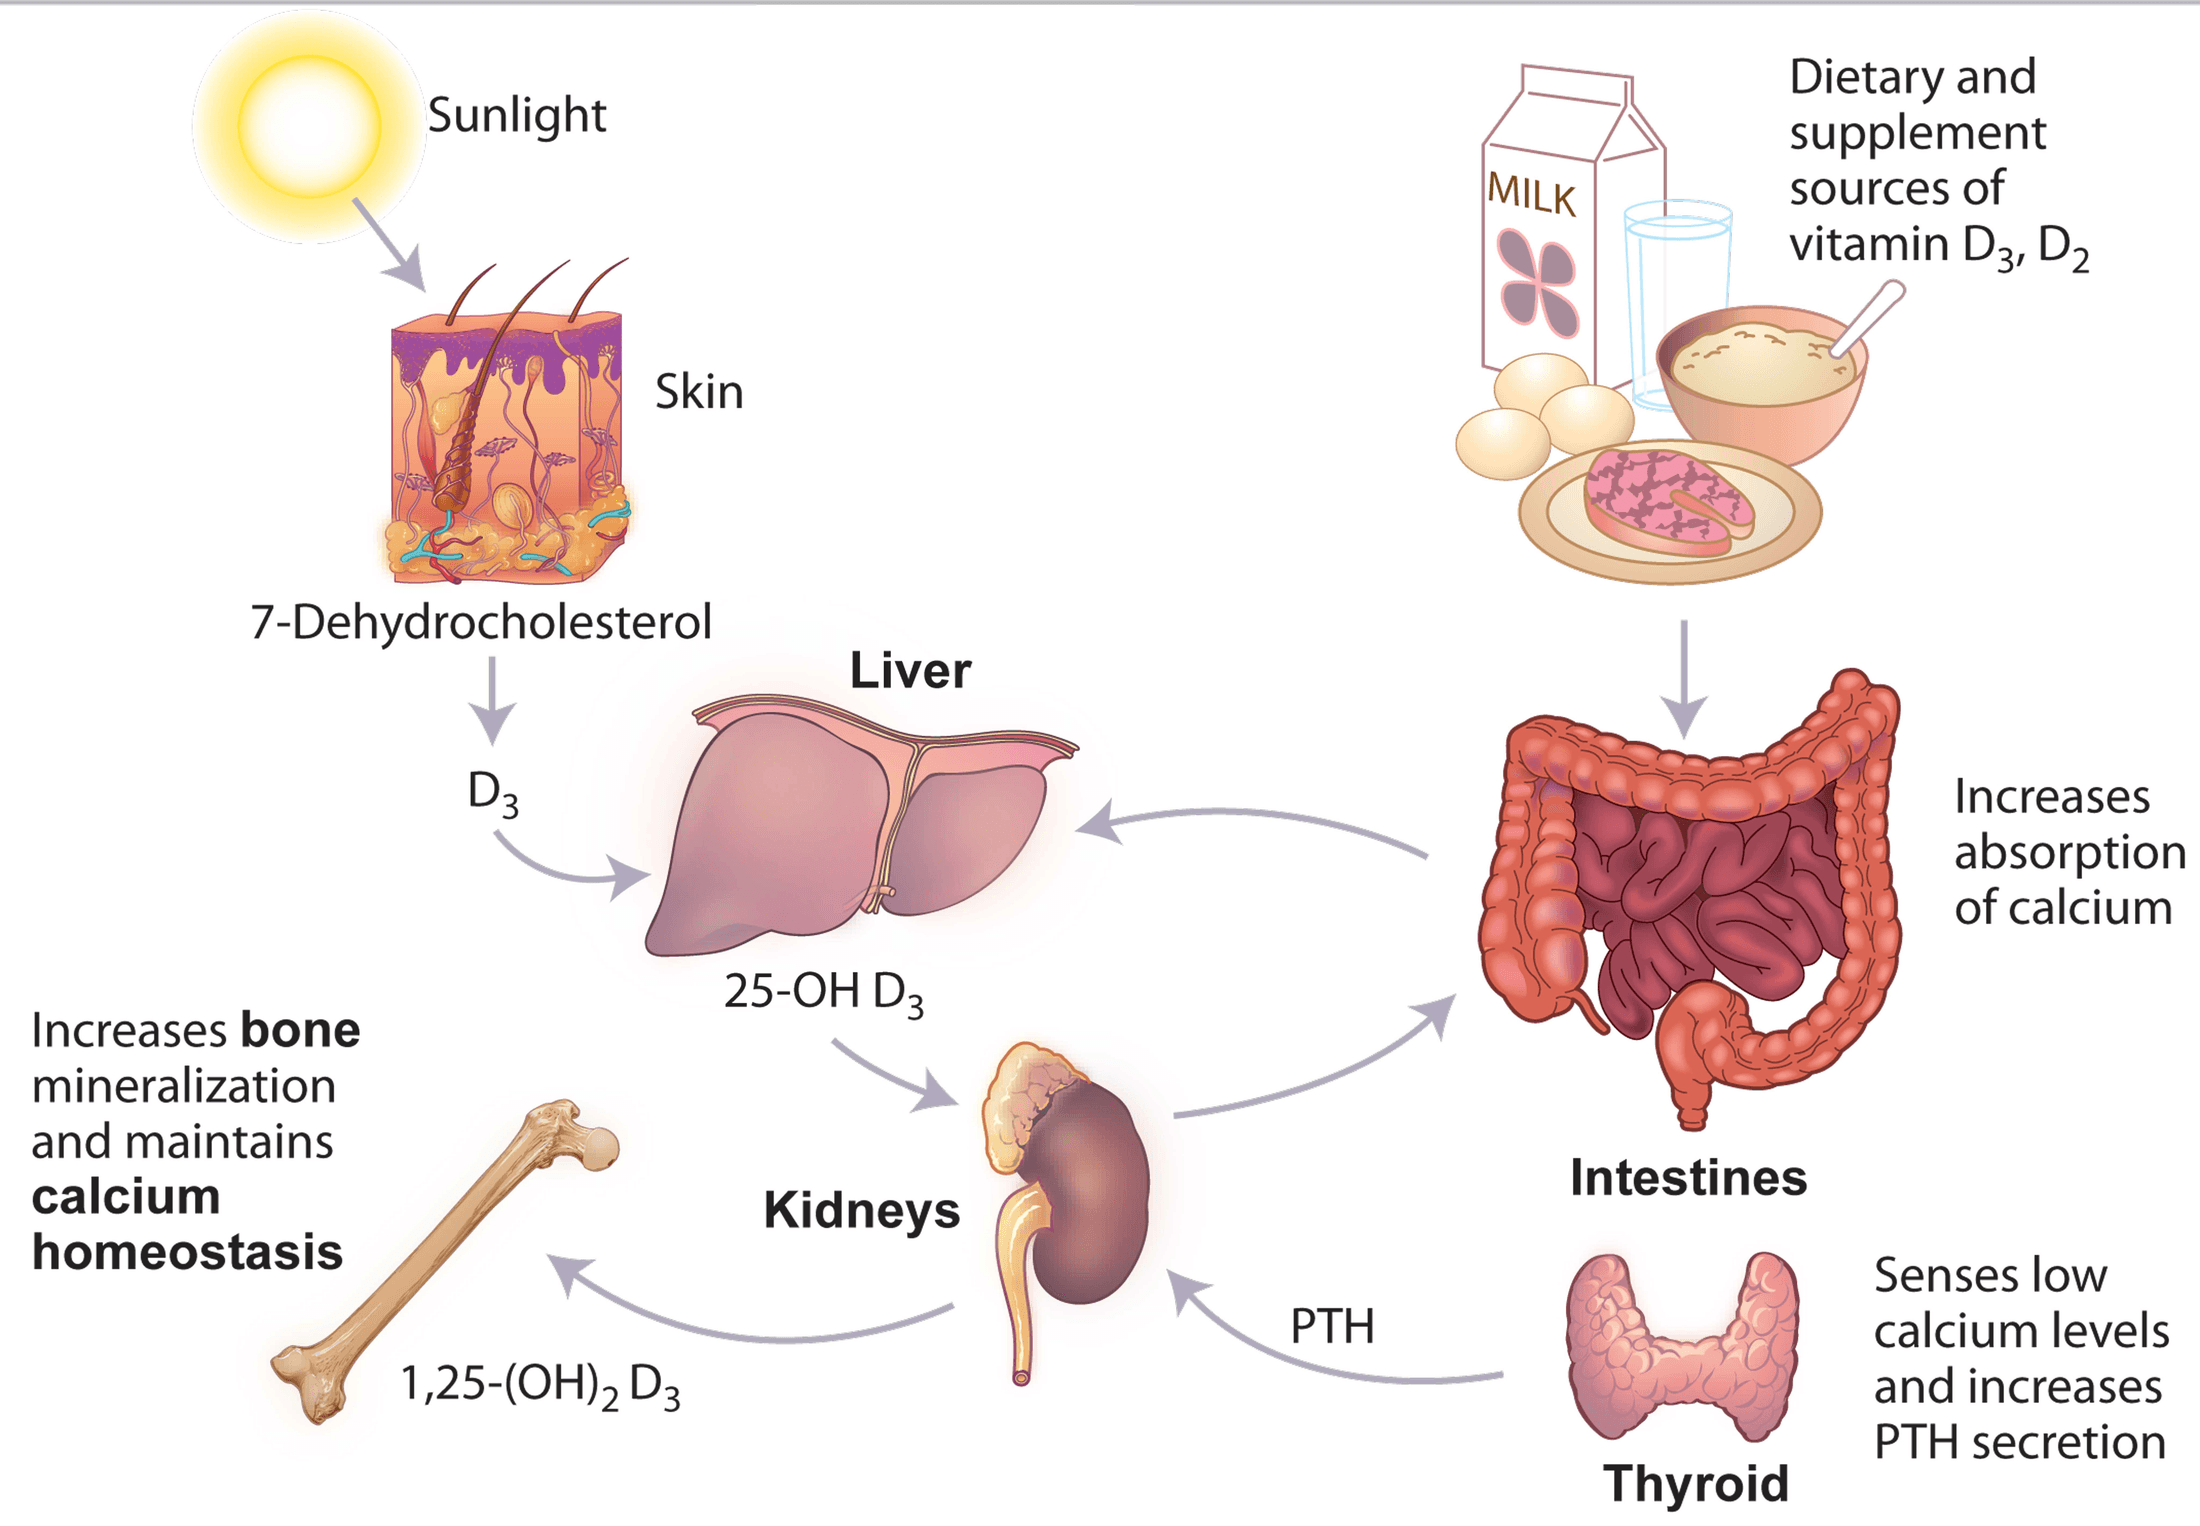 Sunlight
Skin
7-Dehydrocholesterol
D₃
Dietary and
supplement
sources of
vitamin D₃, D₂
MILK
Liver
25-OH D₃
Increases
absorption
of calcium
Intestines
Increases bone
mineralization
and maintains
calcium
homeostasis
Kidneys
1,25-(OH)₂ D₃
PTH
Senses low
calcium levels
and increases
PTH secretion
Thyroid